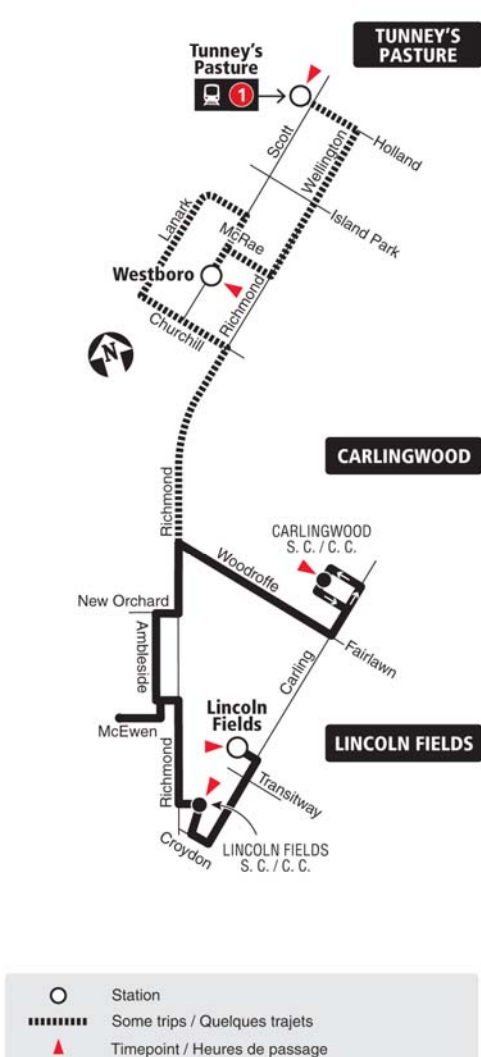 TUNNEY'S
PASTURE
Tunney's
Pasture
1
Scott
Wellington
Holland
Island Park
Lanark
McRae
Westboro
Richmond
Churchill
N
CARLINGWOOD
Richmond
CARLINGWOOD
S. C. / C. C.
Woodroffe
New Orchard
Ambleside
Fairlawn
Carling
Lincoln
Fields
McEwen
LINCOLN FIELDS
Richmond
Transitway
Croydon
LINCOLN FIELDS
S. C. / C. C.
Station
Some trips / Quelques trajets
Timepoint / Heures de passage